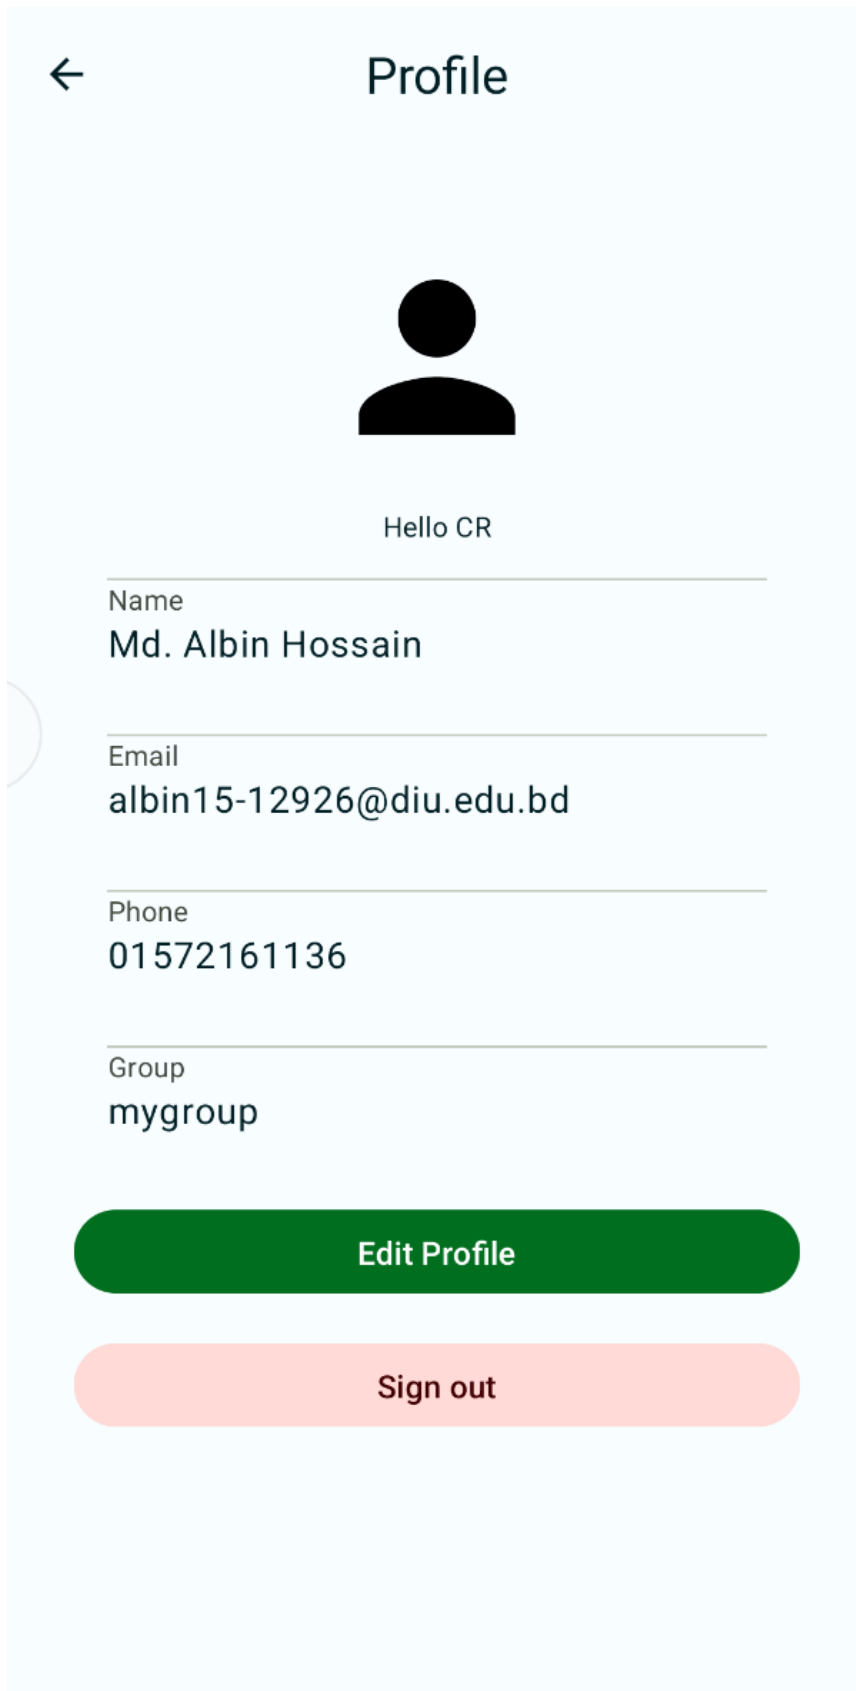 Profile
Hello CR
Name
Md. Albin Hossain
Email
albin15-12926@diu.edu.bd
Phone
01572161136
Group
mygroup
Edit Profile
Sign out